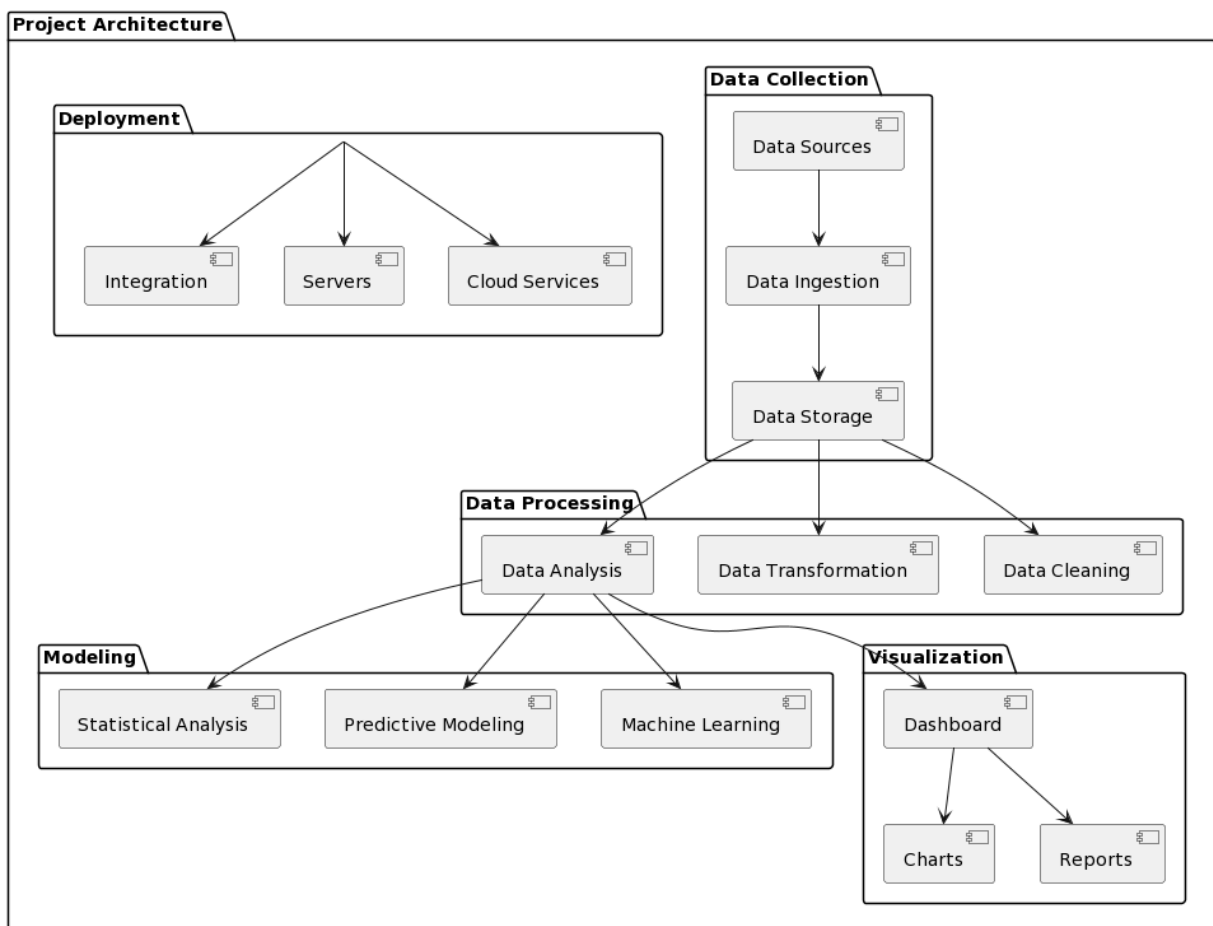 Project Architecture
Data Collection
Data Sources
Deployment
Integration
Servers
Cloud Services
Data Ingestion
Data Storage
Data Processing
Data Analysis
Data Transformation
Data Cleaning
Modeling
Statistical Analysis
Predictive Modeling
Machine Learning
Visualization
Dashboard
Charts
Reports